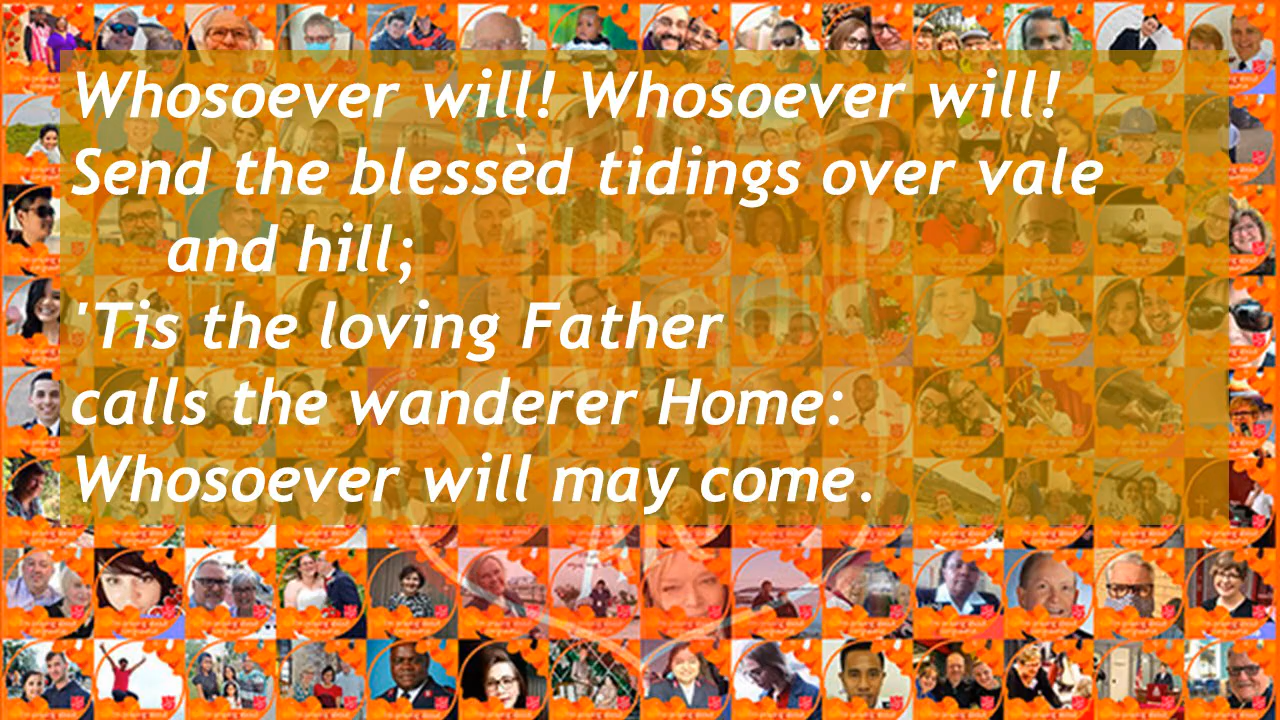 Whosoever will! Whosoever will!
Send the blessèd tidings over vale
and hill;
'Tis the loving Father
calls the wanderer Home:
Whosoever will may come.